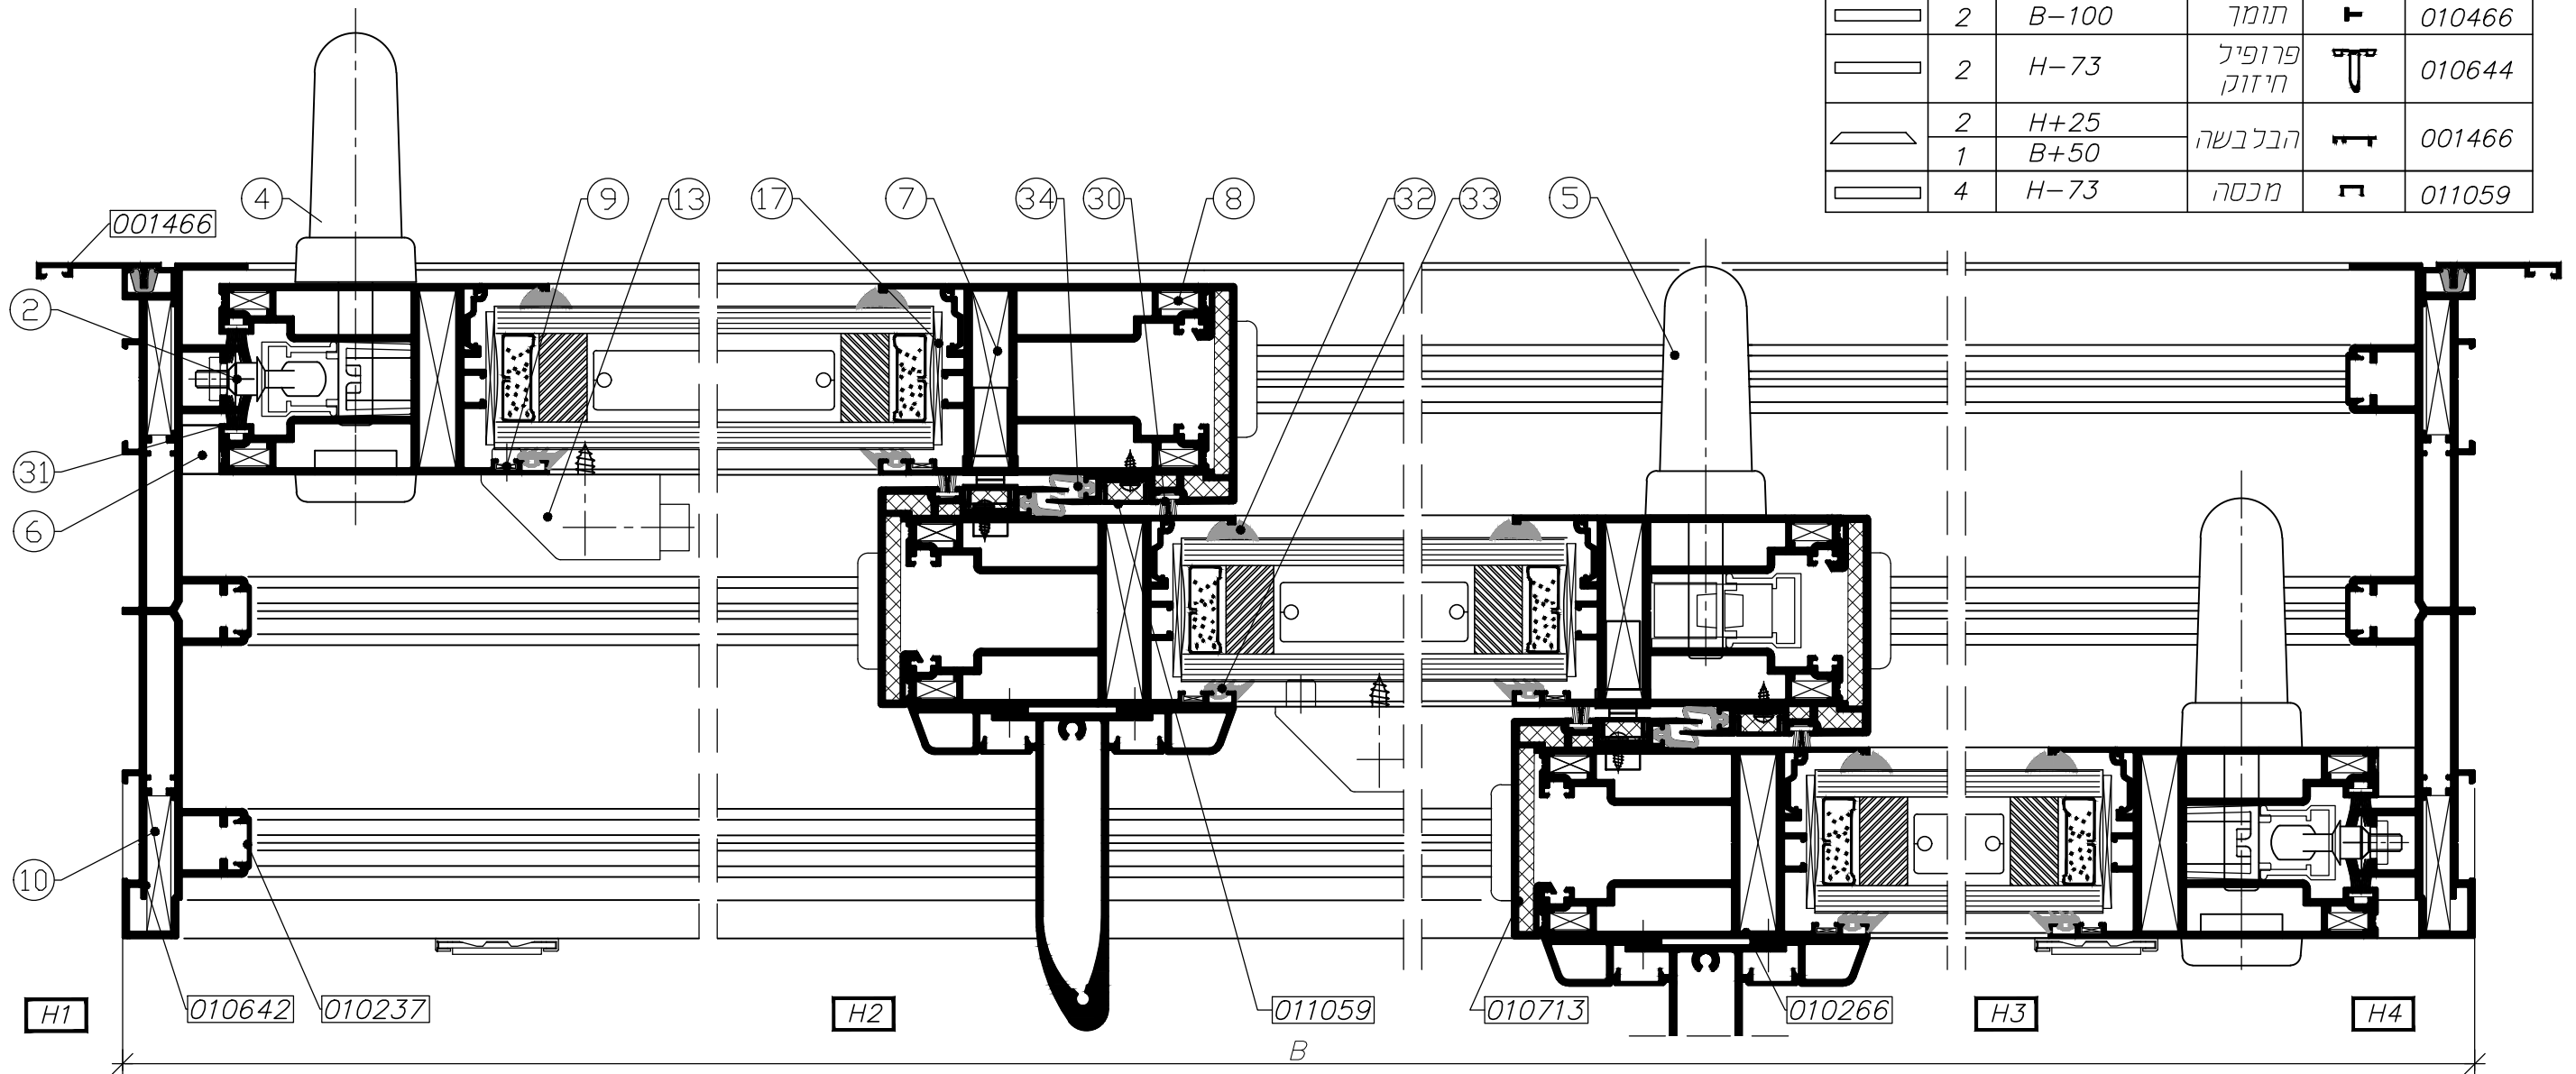 2 B-100 תומך 010466
2 H-73 פרופיל חיזוק 010644
2 H+25 הבלבשה 001466
1 B+50
4 H-73 מכסה 011059
4 9 13 17 7 34 30 8 32 33 5
001466
2
31
6
10
010642 010237 011059 010713 010266
H1 H2 H3 H4
B